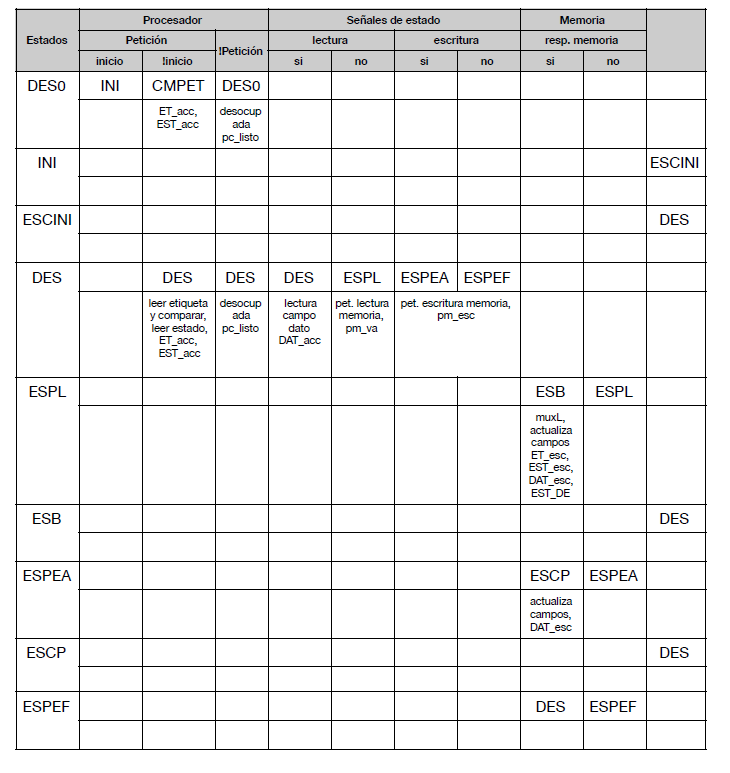 Estados Procesador Señales de estado Memoria
Petición !Petición lectura escritura resp. memoria
inicio !inicio si no si no si no
DES0 INI CMPET DES0
ET_acc, desocup
EST_acc ada
pc_listo
INI ESCINI
ESCINI DES
DES DES DES DES ESPL ESPEA ESPEF
leer etiqueta desocup lectura pet. lectura pet. escritura memoria,
y comparar, ada campo memoria, pm_esc
leer estado, pc_listo dato pm_va
ET_acc, DAT_acc
EST_acc
ESPL ESB ESPL
muxL,
actualiza
campos
ET_esc,
EST_esc,
DAT_esc,
EST_DE
ESB DES
ESPEA ESCP ESPEA
actualiza
campos,
DAT_esc
ESCP DES
ESPEF DES ESPEF